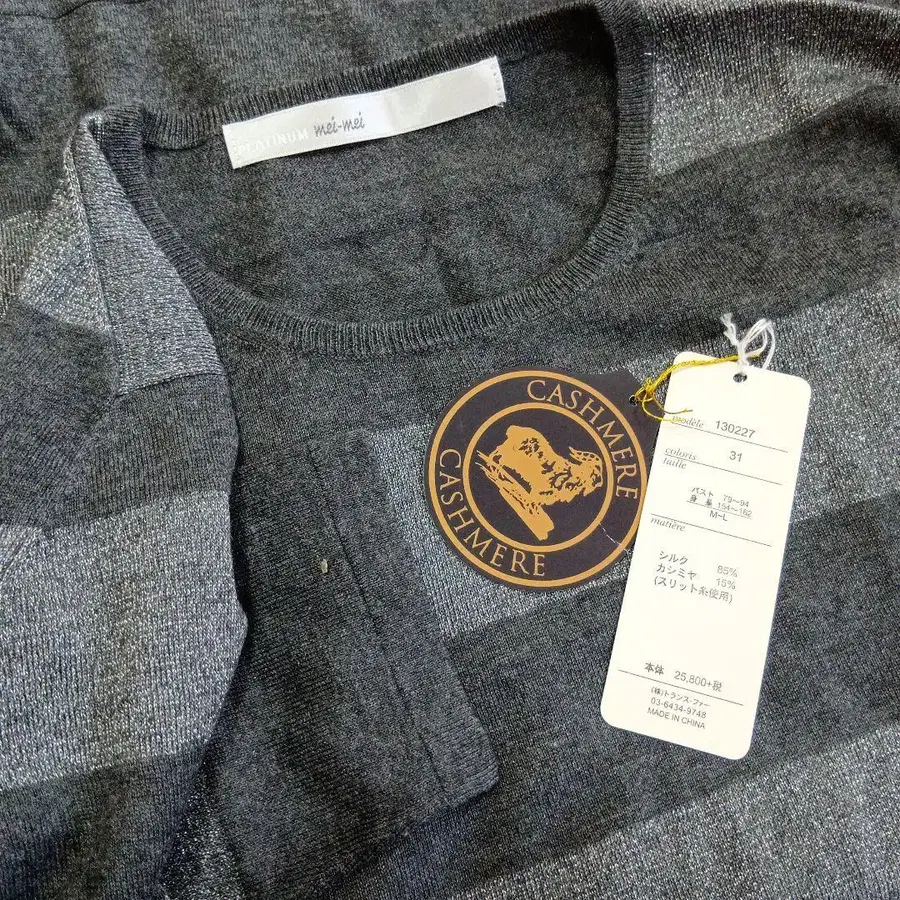 PLATINUM mei-mei
CASHMERE
CASHMERE
modèle 130227
coloris 31
taille
バスト 79〜94
身長 154〜162
M-L
matière
シルク 85%
カシミヤ 15%
(スリット糸使用)
本体 25,800+税
(株)トランス・ファー
03-6434-9748
MADE IN CHINA